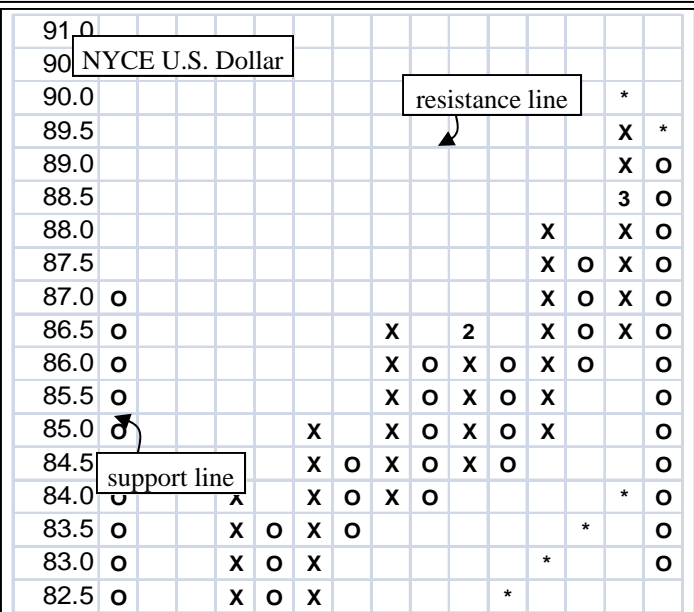 91.0
90 NYCE U.S. Dollar
90.0 resistance line *
89.5 X *
89.0 X O
88.5 3 O
88.0 X X O
87.5 X O X O
87.0 O X O X O
86.5 O X 2 X O X O
86.0 O X O X O X O O
85.5 O X O X O X O
85.0 O X X O X O X O
84.5 X O X O X O O
support line
84.0 O X X O X O * O
83.5 O X O X O * O
83.0 O X O X * O
82.5 O X O X *